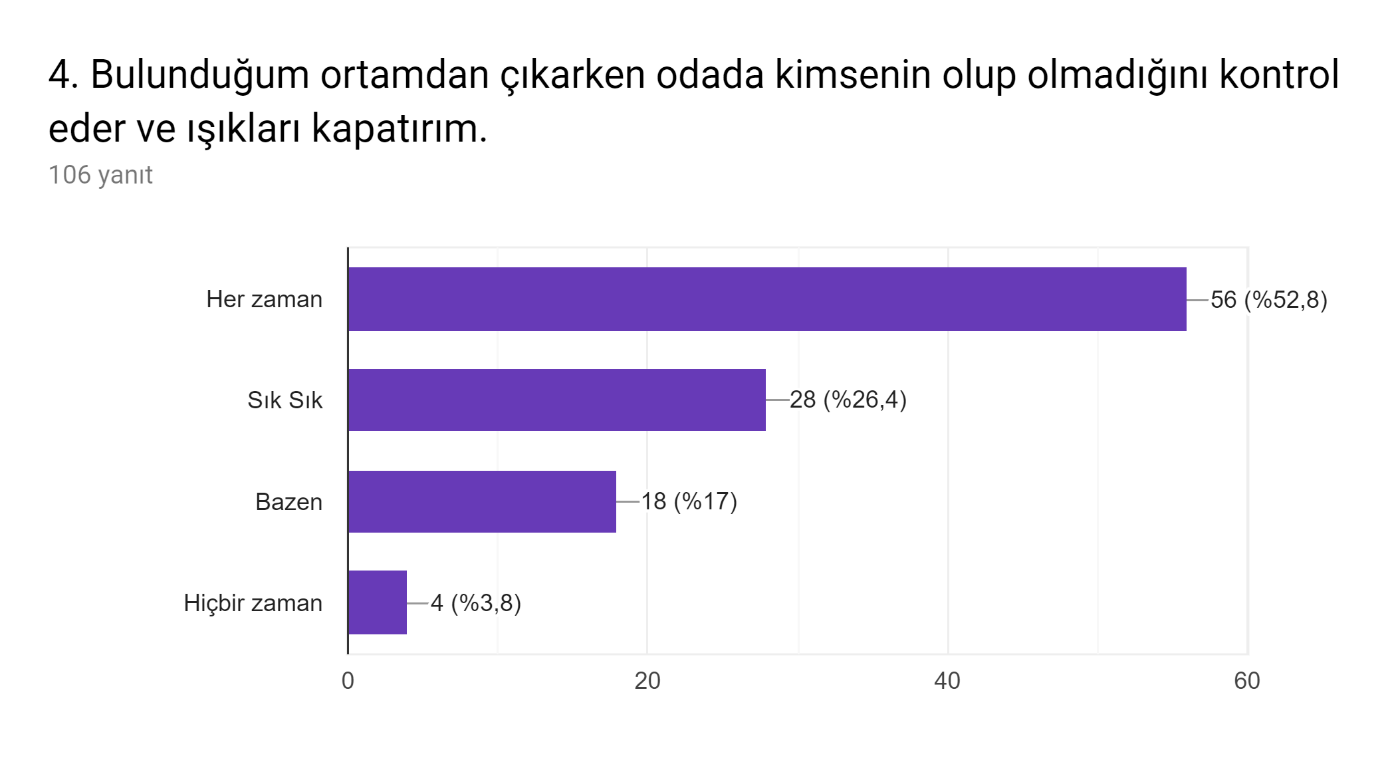 4. Bulunduğum ortamdan çıkarken odada kimsenin olup olmadığını kontrol
eder ve ışıkları kapatırım.
106 yanıt
Her zaman
56 (%52,8)
Sık Sık
28 (%26,4)
Bazen
18 (%17)
Hiçbir zaman
4 (%3,8)
0 20 40 60